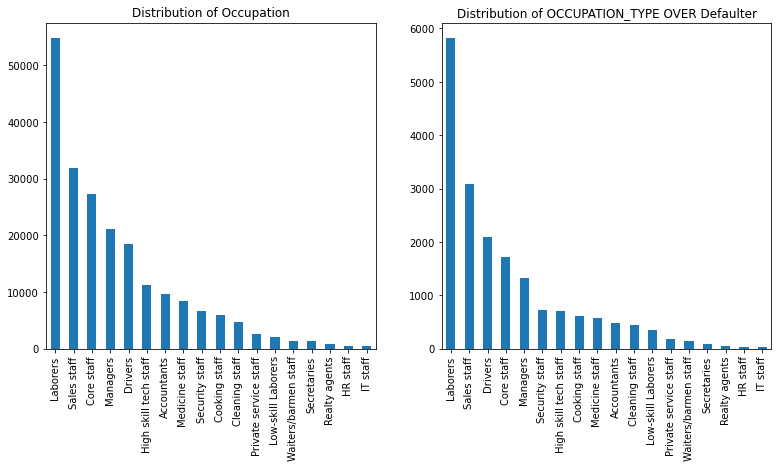 Distribution of Occupation
50000
40000
30000
20000
10000
0
Laborers
Sales staff
Core staff
Managers
Drivers
High skill tech staff
Accountants
Medicine staff
Security staff
Cooking staff
Cleaning staff
Private service staff
Low-skill Laborers
Waiters/barmen staff
Secretaries
Realty agents
HR staff
IT staff
Distribution of OCCUPATION_TYPE OVER Defaulter
6000
5000
4000
3000
2000
1000
0
Laborers
Sales staff
Drivers
Core staff
Managers
Security staff
High skill tech staff
Cooking staff
Medicine staff
Accountants
Cleaning staff
Low-skill Laborers
Private service staff
Waiters/barmen staff
Secretaries
Realty agents
HR staff
IT staff